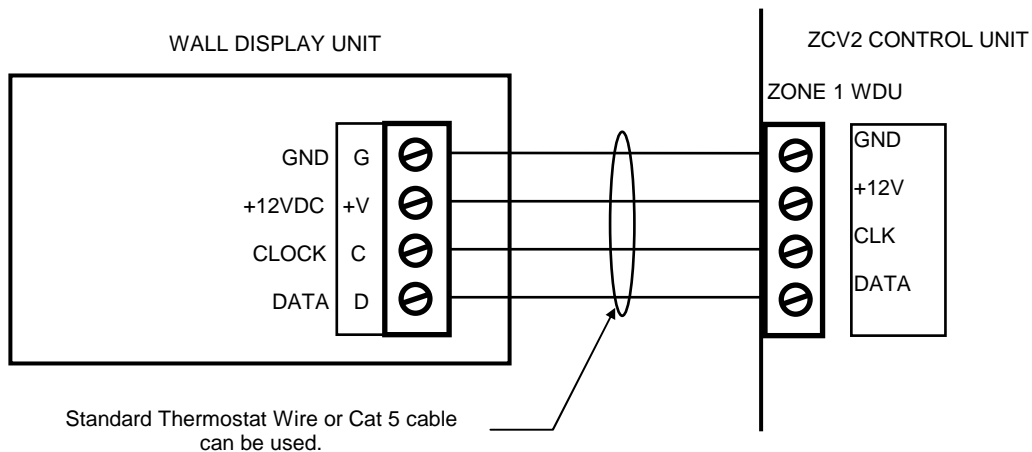 WALL DISPLAY UNIT
ZCV2 CONTROL UNIT
ZONE 1 WDU
GND G
+12VDC +V
CLOCK C
DATA D
GND
+12V
CLK
DATA
Standard Thermostat Wire or Cat 5 cable
can be used.